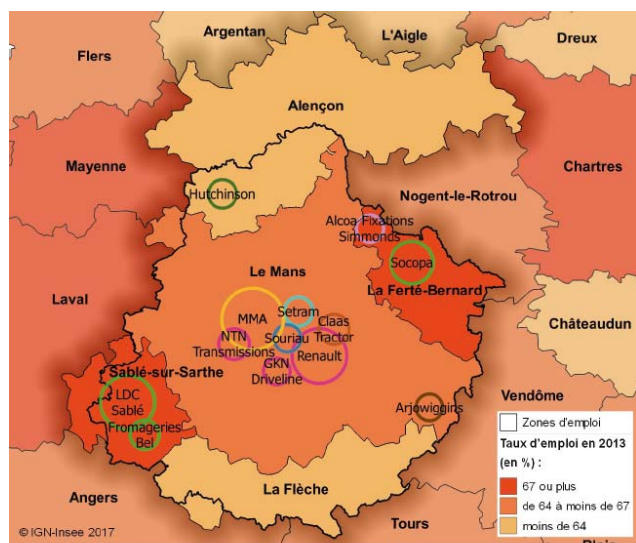 Flers
Argentan
L'Aigle
Dreux
Alençon
Mayenne
Chartres
Hutchinson
Nogent-le-Rotrou
Alcoa Fixations
Simmonds
Socopa
Le Mans
La Ferté-Bernard
Laval
Setram
MMA
Claas
Tractor
Châteaudun
NTN
Transmissions
Souriau
Renault
GKN
Driveline
Sablé-sur-Sarthe
LDC
Sablé
Fromageries
Bel
Arjowiggins
Vendôme
La Flèche
Angers
Tours
Zones d'emploi
Taux d'emploi en 2013
(en %) :
67 ou plus
de 64 à moins de 67
moins de 64
© IGN-Insee 2017